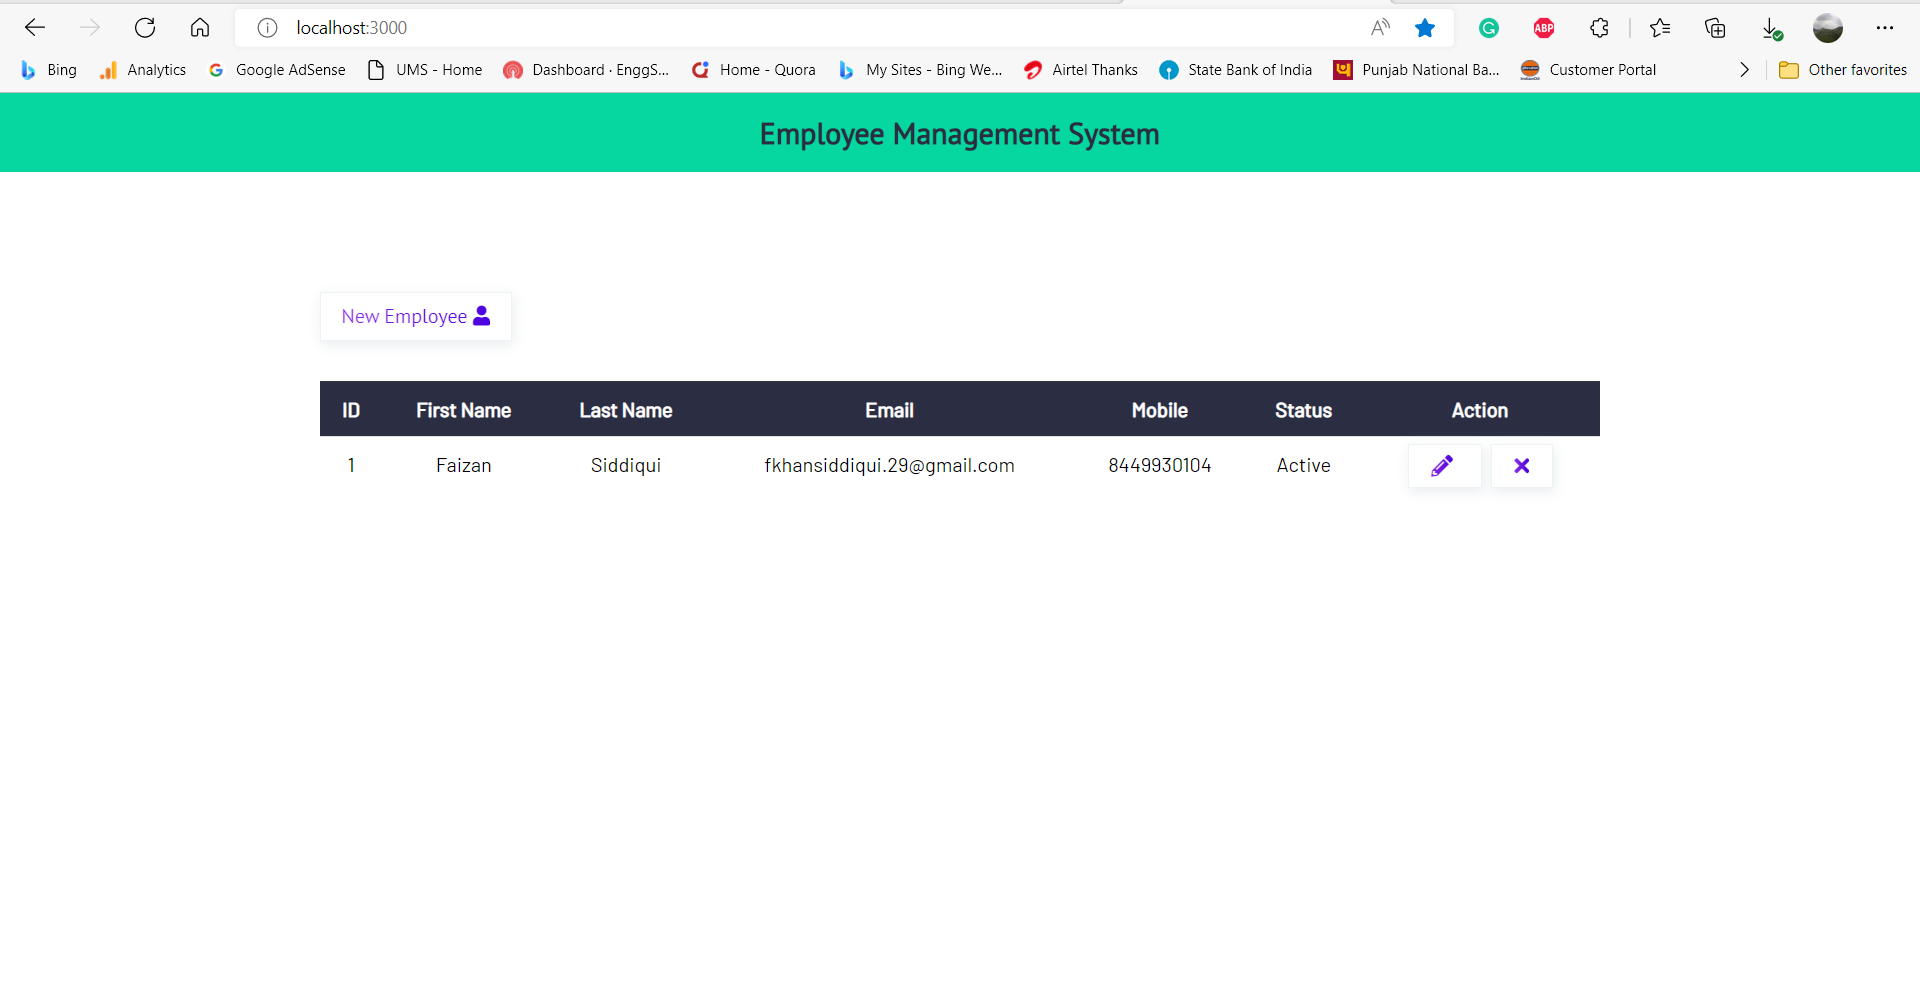 localhost:3000
Bing Analytics Google AdSense UMS - Home Dashboard · EnggS... Home - Quora My Sites - Bing We... Airtel Thanks State Bank of India Punjab National Ba... Customer Portal Other favorites
Employee Management System
New Employee
ID First Name Last Name Email Mobile Status Action
1 Faizan Siddiqui fkhansiddiqui.29@gmail.com 8449930104 Active